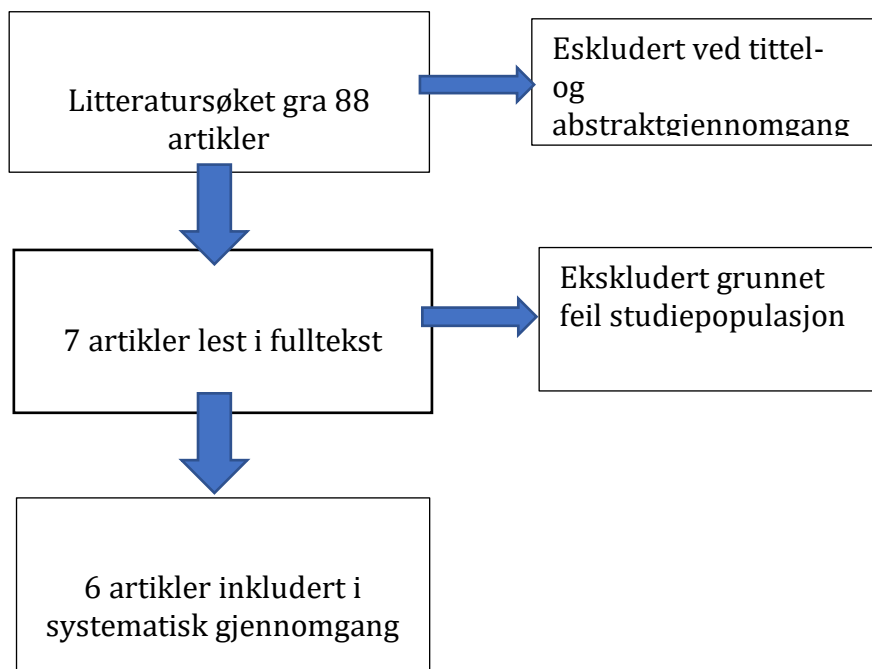 Litteratursøket gra 88
artikler
Eskludert ved tittel-
og
abstraktgjennomgang
7 artikler lest i fulltekst
Ekskludert grunnet
feil studiepopulasjon
6 artikler inkludert i
systematisk gjennomgang